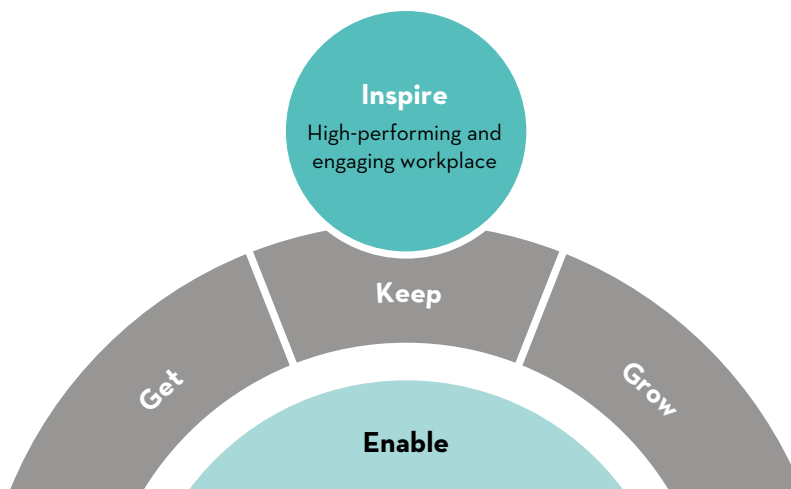 Inspire
High-performing and
engaging workplace
Keep
Get
Grow
Enable